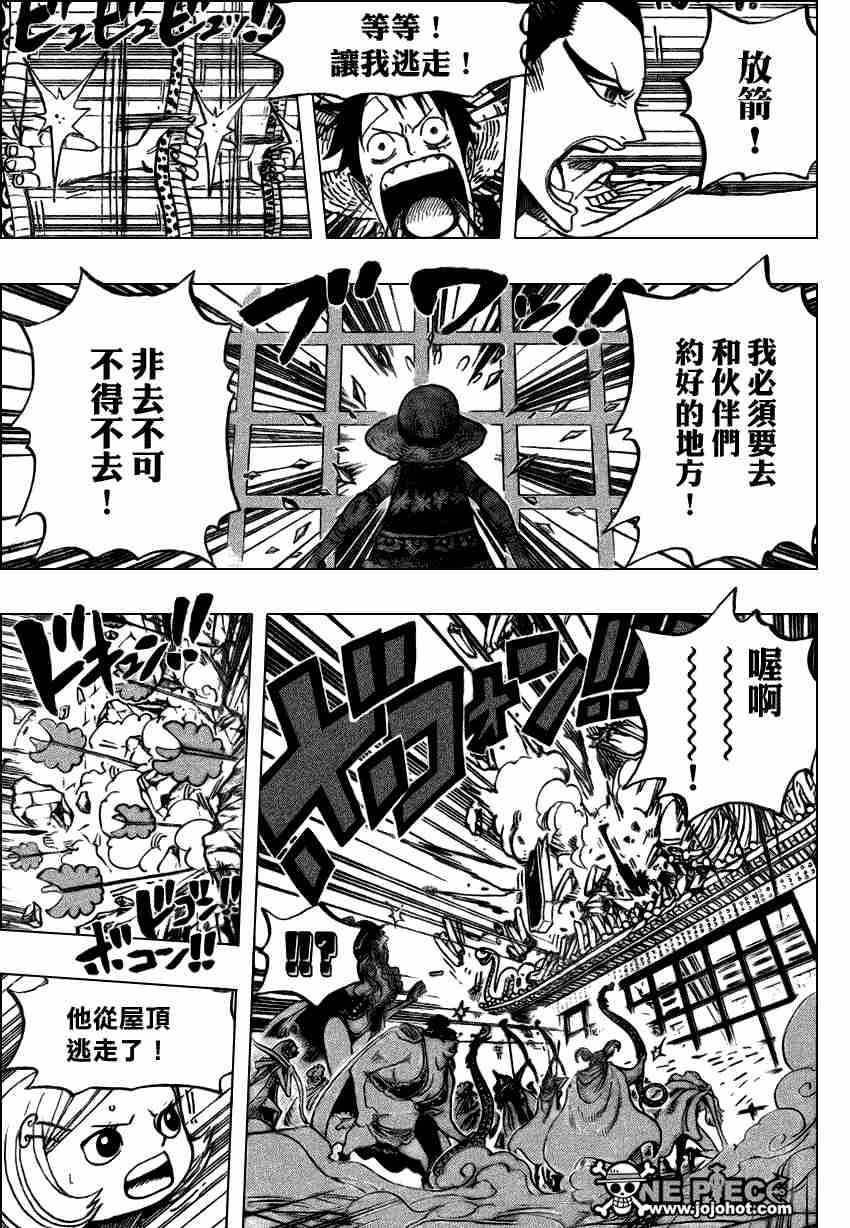 放箭！
等等！
讓我逃走！
ビュビュビュッ!!
我必須要去
和伙伴們
約好的地方！
ブワッ!!
非去不可
不得不去！
喔啊
～～～～！
ボゴォン!!!
!!?
ドキュン!!
ドゴン!!
ボコン!!
他從屋頂
逃走了！
ONE PIECE
www.jojohot.com